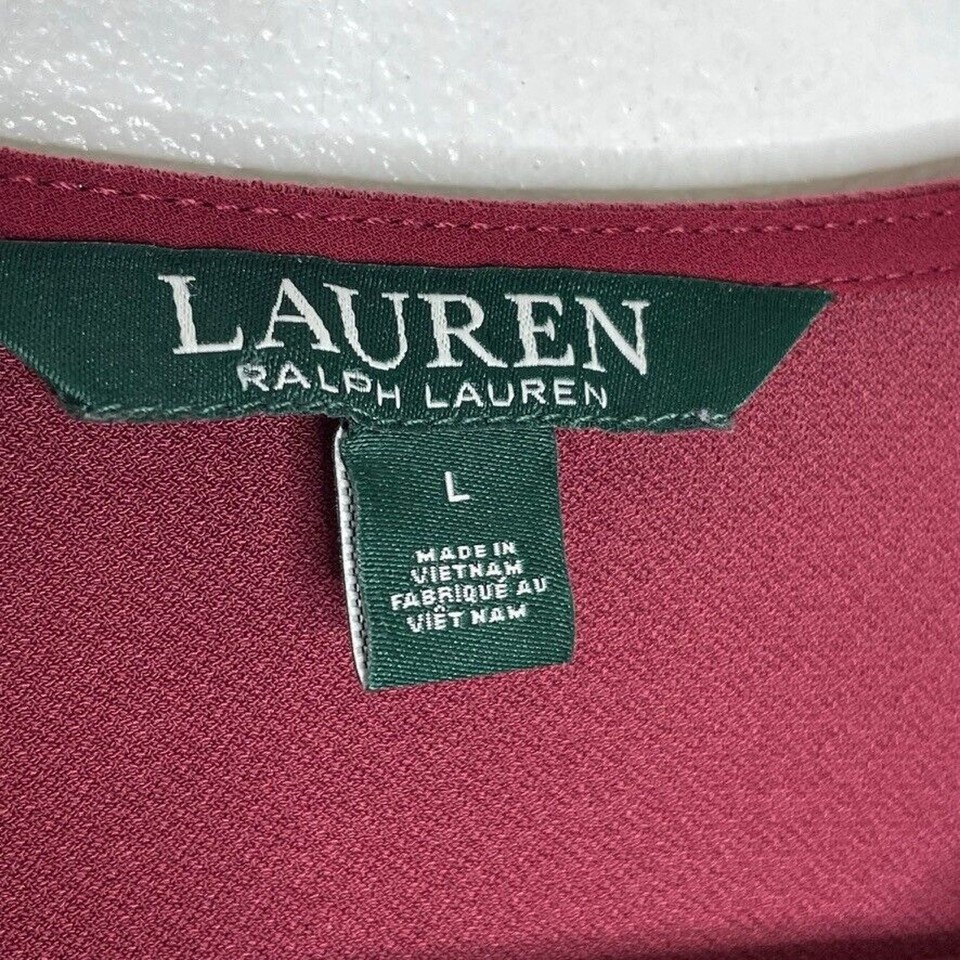 LAUREN
RALPH LAUREN
L
MADE IN
VIETNAM
FABRIQUÉ AU
VIÊT NAM